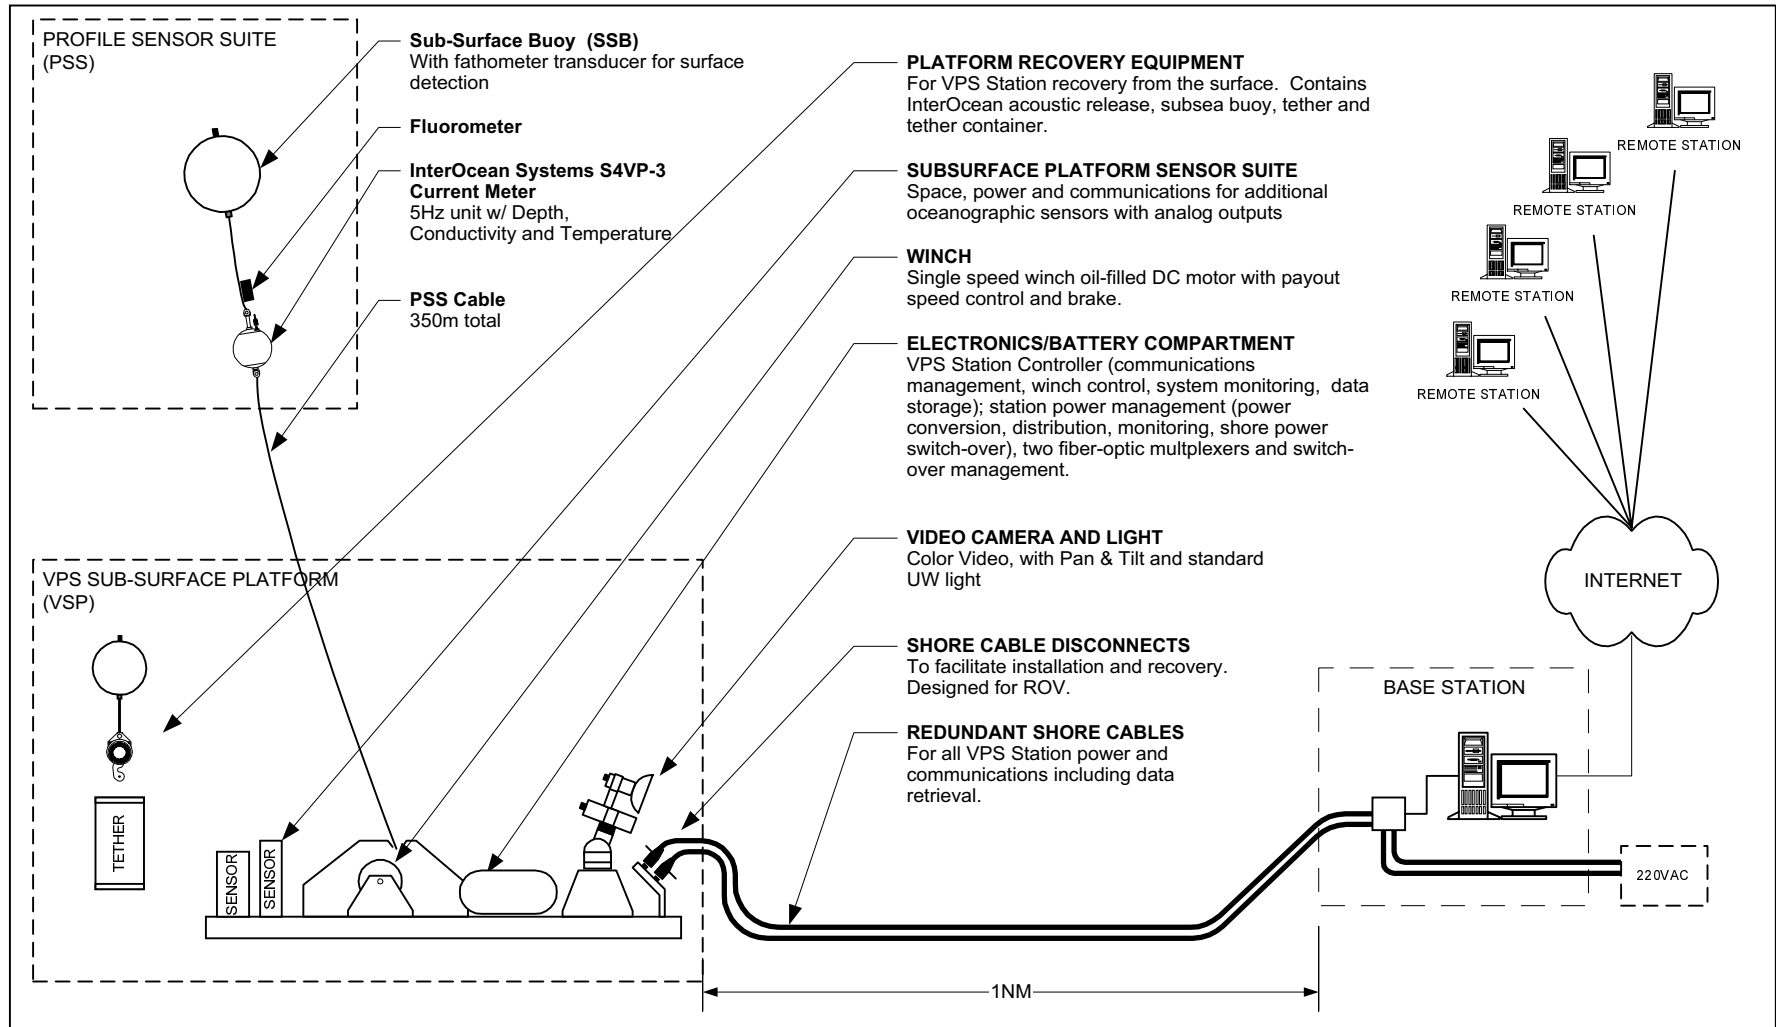 PROFILE SENSOR SUITE
(PSS)
Sub-Surface Buoy  (SSB)
With fathometer transducer for surface
detection
Fluorometer
InterOcean Systems S4VP-3
Current Meter
5Hz unit w/ Depth,
Conductivity and Temperature
PSS Cable
350m total
PLATFORM RECOVERY EQUIPMENT
For VPS Station recovery from the surface.  Contains
InterOcean acoustic release, subsea buoy, tether and
tether container.
SUBSURFACE PLATFORM SENSOR SUITE
Space, power and communications for additional
oceanographic sensors with analog outputs
WINCH
Single speed winch oil-filled DC motor with payout
speed control and brake.
ELECTRONICS/BATTERY COMPARTMENT
VPS Station Controller (communications
management, winch control, system monitoring,  data
storage); station power management (power
conversion, distribution, monitoring, shore power
switch-over), two fiber-optic multplexers and switch-
over management.
VIDEO CAMERA AND LIGHT
Color Video, with Pan & Tilt and standard
UW light
SHORE CABLE DISCONNECTS
To facilitate installation and recovery.
Designed for ROV.
REDUNDANT SHORE CABLES
For all VPS Station power and
communications including data
retrieval.
REMOTE STATION
REMOTE STATION
REMOTE STATION
REMOTE STATION
INTERNET
BASE STATION
220VAC
VPS SUB-SURFACE PLATFORM
(VSP)
TETHER
SENSOR
SENSOR
1NM